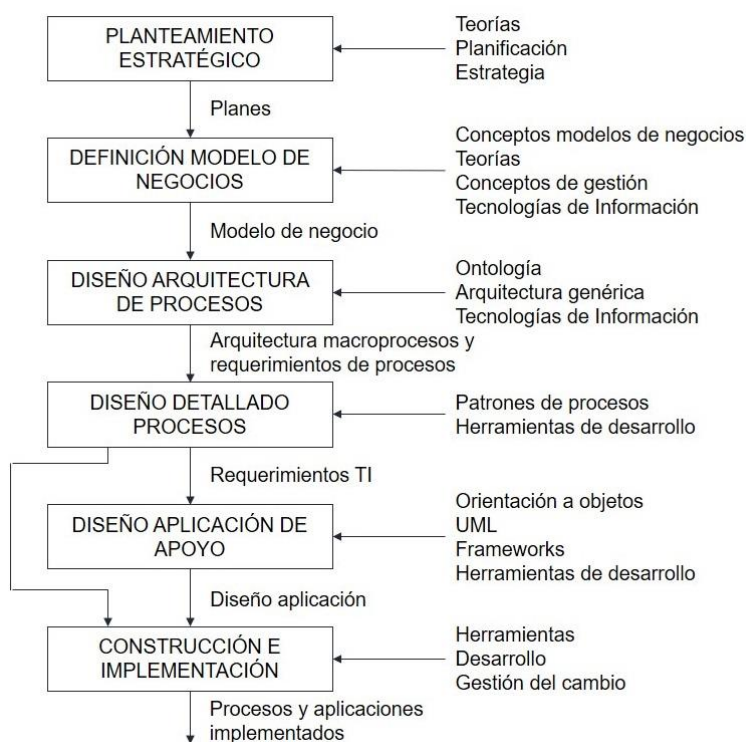 PLANTEAMIENTO
ESTRATÉGICO
Teorías
Planificación
Estrategia
Planes
DEFINICIÓN MODELO DE
NEGOCIOS
Conceptos modelos de negocios
Teorías
Conceptos de gestión
Tecnologías de Información
Modelo de negocio
DISEÑO ARQUITECTURA
DE PROCESOS
Ontología
Arquitectura genérica
Tecnologías de Información
Arquitectura macroprocesos y
requerimientos de procesos
DISEÑO DETALLADO
PROCESOS
Patrones de procesos
Herramientas de desarrollo
Requerimientos TI
DISEÑO APLICACIÓN DE
APOYO
Orientación a objetos
UML
Frameworks
Herramientas de desarrollo
Diseño aplicación
CONSTRUCCIÓN E
IMPLEMENTACIÓN
Herramientas
Desarrollo
Gestión del cambio
Procesos y aplicaciones
implementados